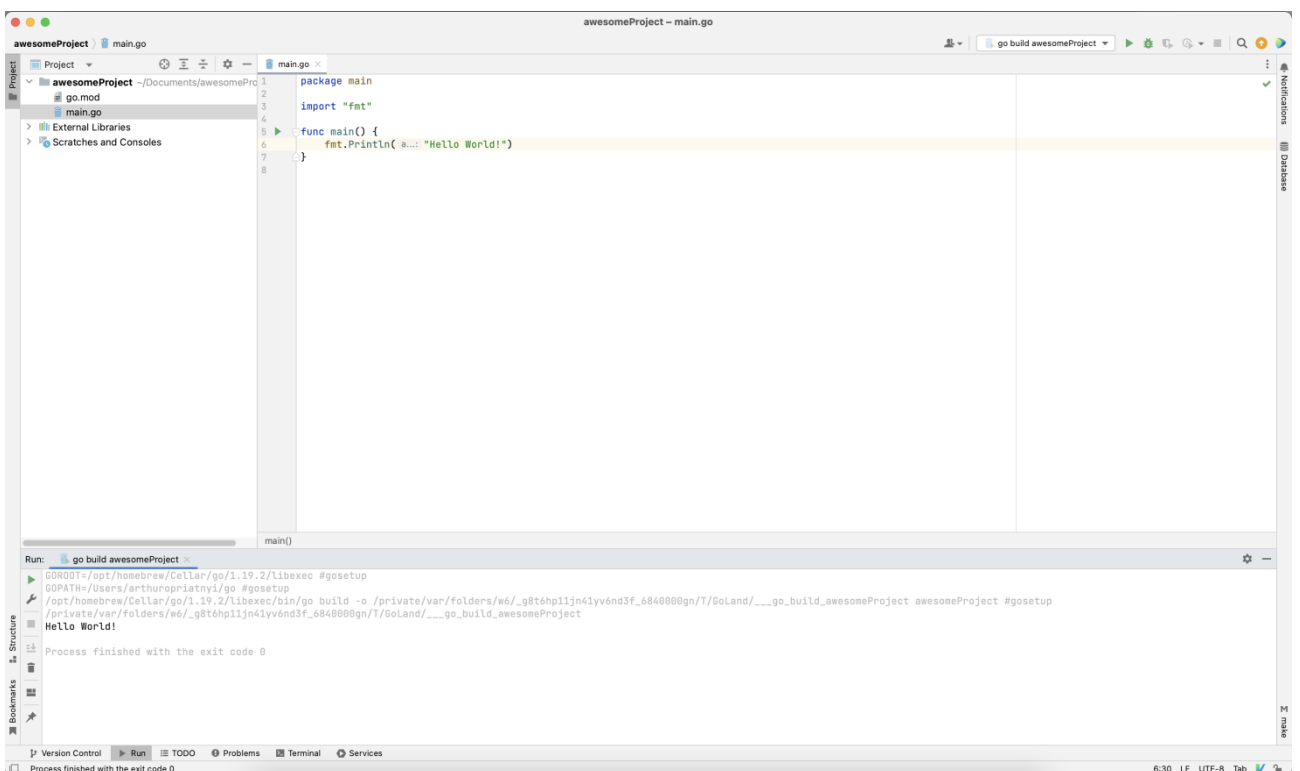 awesomeProject – main.go
awesomeProject main.go
go build awesomeProject
Project
Project
awesomeProject ~/Documents/awesomePro
go.mod
main.go
External Libraries
Scratches and Consoles
main.go
1 package main
2
3 import "fmt"
4
5 func main() {
6 fmt.Println( a...: "Hello World!")
7 }
8
main()
Notifications
Database
Run: go build awesomeProject
GOROOT=/opt/homebrew/Cellar/go/1.19.2/libexec #gosetup
GOPATH=/Users/arthuropriatnyi/go #gosetup
/opt/homebrew/Cellar/go/1.19.2/libexec/bin/go build -o /private/var/folders/w6/_g8t6hp11jn41yv6nd3f_6840000gn/T/GoLand/___go_build_awesomeProject awesomeProject #gosetup
/private/var/folders/w6/_g8t6hp11jn41yv6nd3f_6840000gn/T/GoLand/___go_build_awesomeProject
Hello World!
Process finished with the exit code 0
Structure
Bookmarks
M make
Version Control Run TODO Problems Terminal Services
Process finished with the exit code 0
6:30 LF UTF-8 Tab